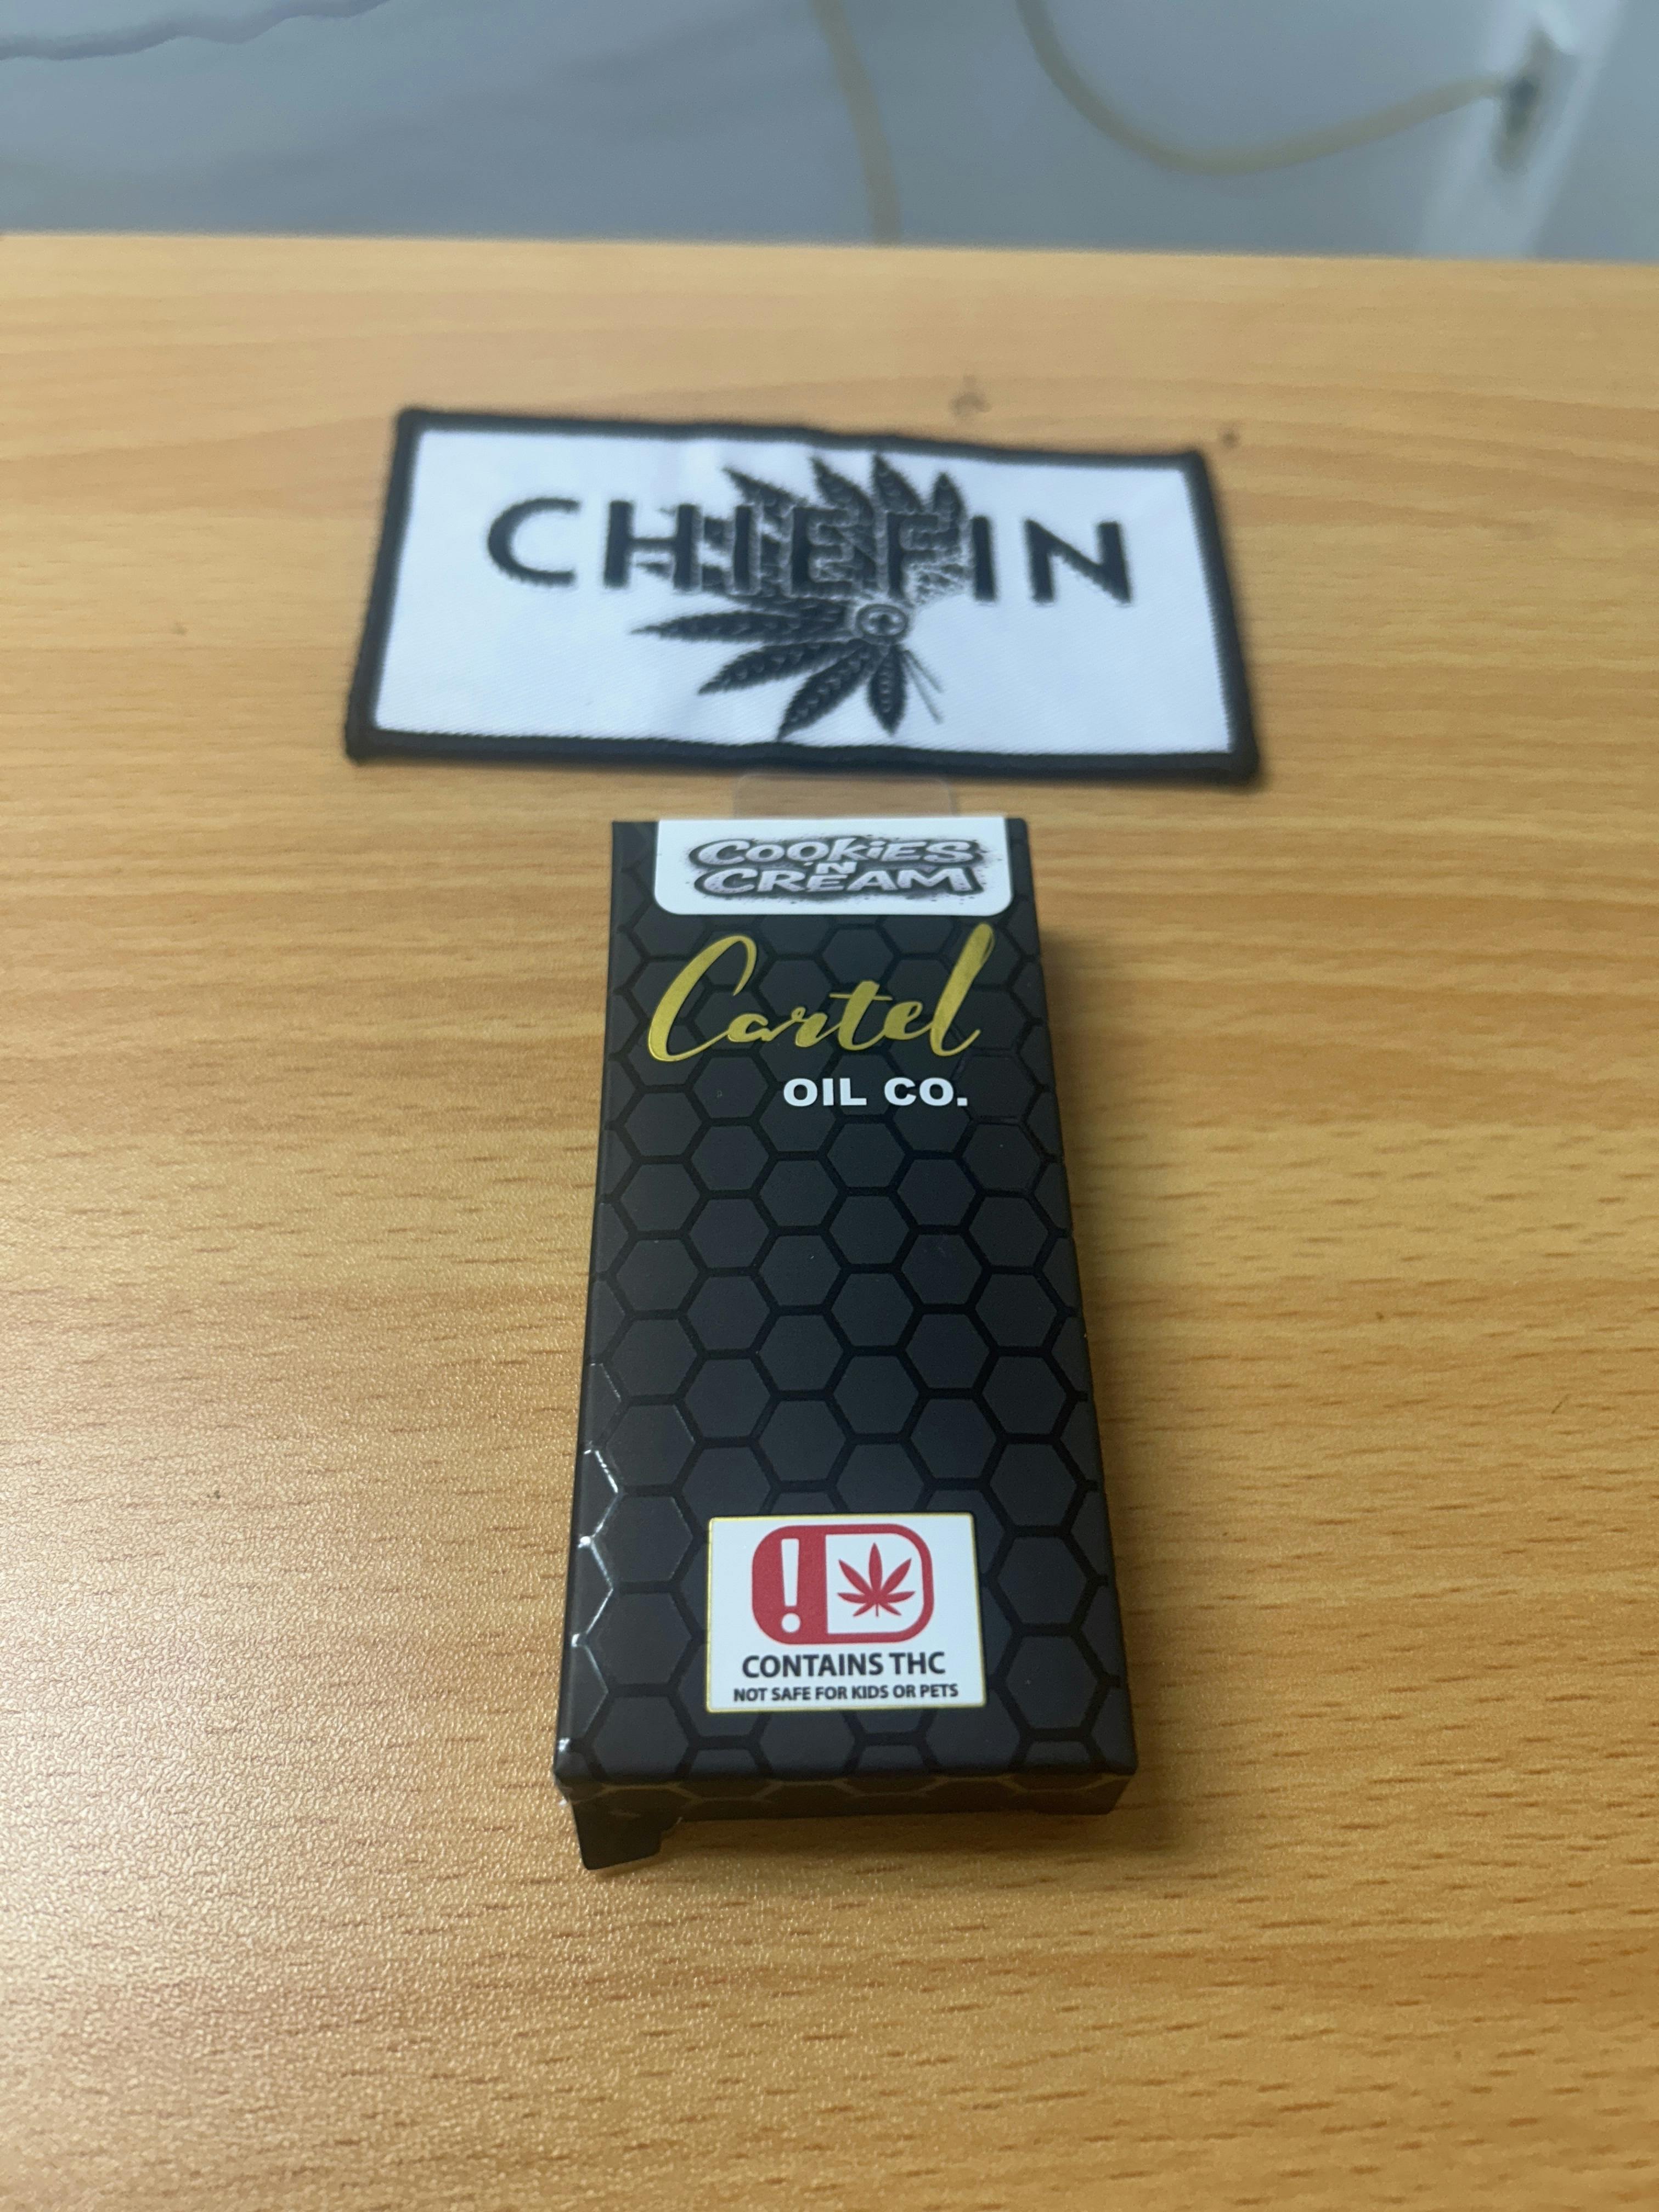 CHIEFIN
COOKiES
'N
CREAM
Cartel
OIL CO.
!
CONTAINS THC
NOT SAFE FOR KIDS OR PETS